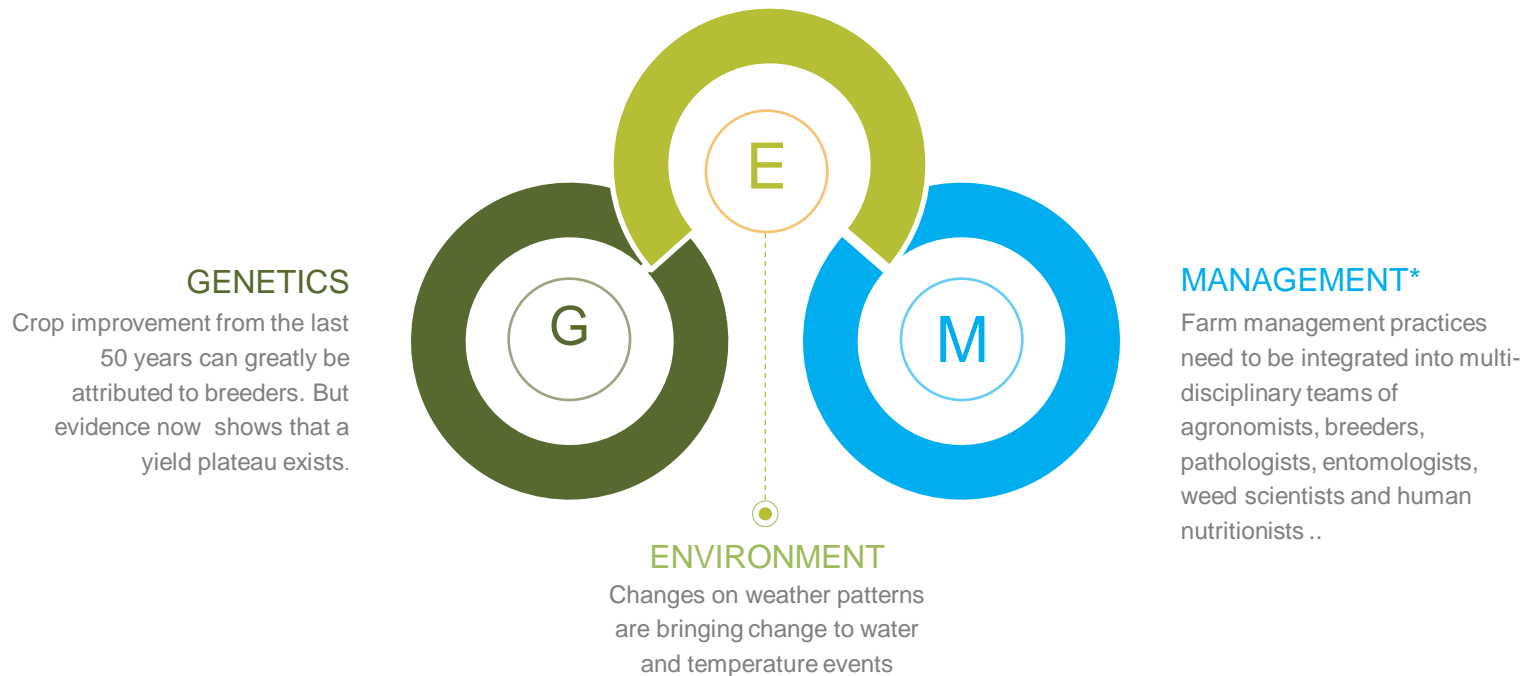 E
G
M
GENETICS
Crop improvement from the last
50 years can greatly be
attributed to breeders. But
evidence now shows that a
yield plateau exists.
ENVIRONMENT
Changes on weather patterns
are bringing change to water
and temperature events
MANAGEMENT*
Farm management practices
need to be integrated into multi-
disciplinary teams of
agronomists, breeders,
pathologists, entomologists,
weed scientists and human
nutritionists ..